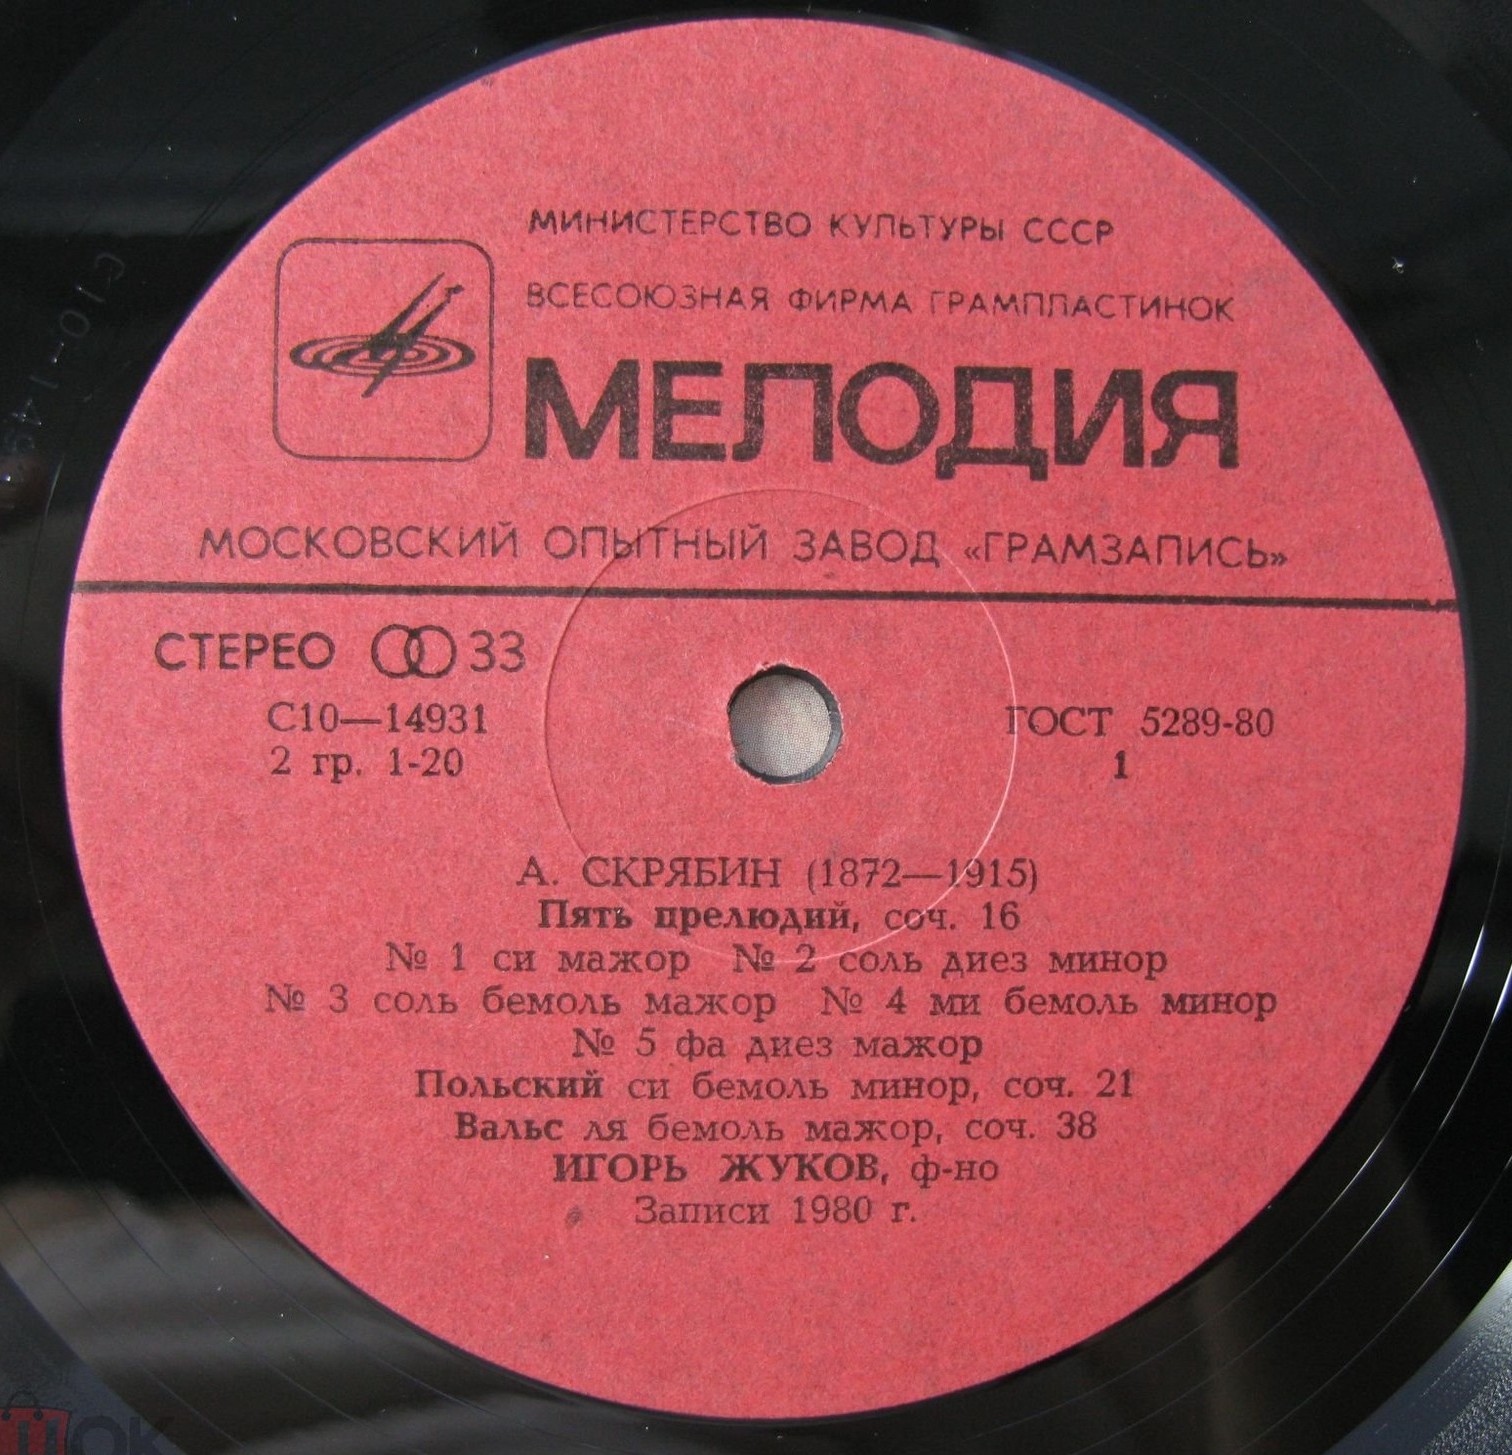 МИНИСТЕРСТВО КУЛЬТУРЫ СССР
ВСЕСОЮЗНАЯ ФИРМА ГРАМПЛАСТИНОК
МЕЛОДИЯ
МОСКОВСКИЙ ОПЫТНЫЙ ЗАВОД «ГРАМЗАПИСЬ»
СТЕРЕО 33
С10—14931
2 гр. 1-20
ГОСТ 5289-80
1
А. СКРЯБИН (1872—1915)
Пять прелюдий, соч. 16
№ 1 си мажор № 2 соль диез минор
№ 3 соль бемоль мажор № 4 ми бемоль минор
№ 5 фа диез мажор
Польский си бемоль минор, соч. 21
Вальс ля бемоль мажор, соч. 38
ИГОРЬ ЖУКОВ, ф-но
Записи 1980 г.